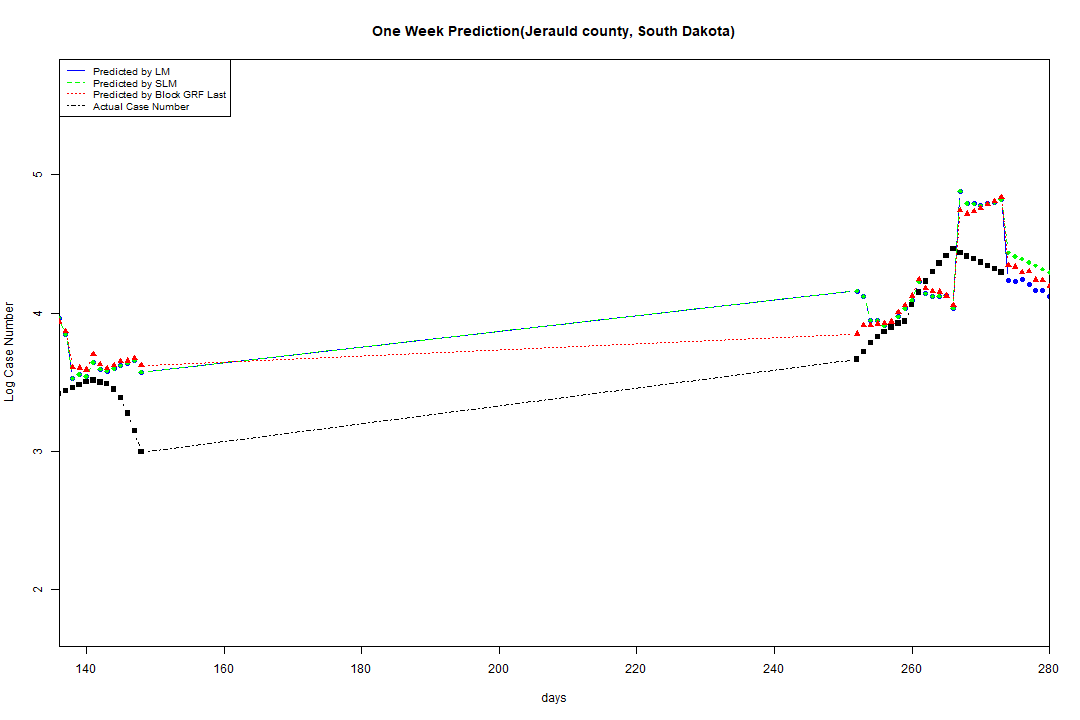 One Week Prediction(Jerauld county, South Dakota)
Predicted by LM
Predicted by SLM
Predicted by Block GRF Last
Actual Case Number
5
4
3
2
Log Case Number
140 160 180 200 220 240 260 280
days